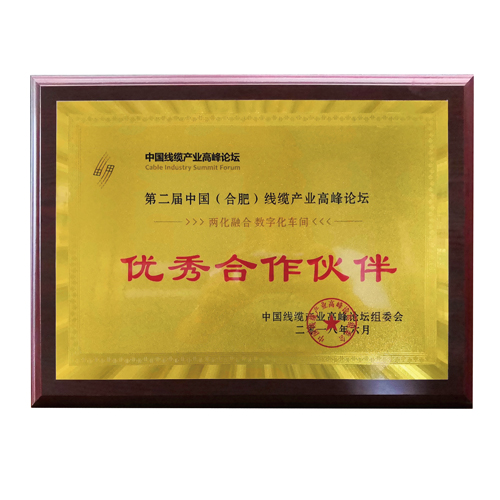 中国线缆产业高峰论坛
Cable Industry Summit Forum
第二届中国（合肥）线缆产业高峰论坛
>>> 两化融合 数字化车间 <<<
优秀合作伙伴
中国线缆产业高峰论坛组委会
二〇一八年六月